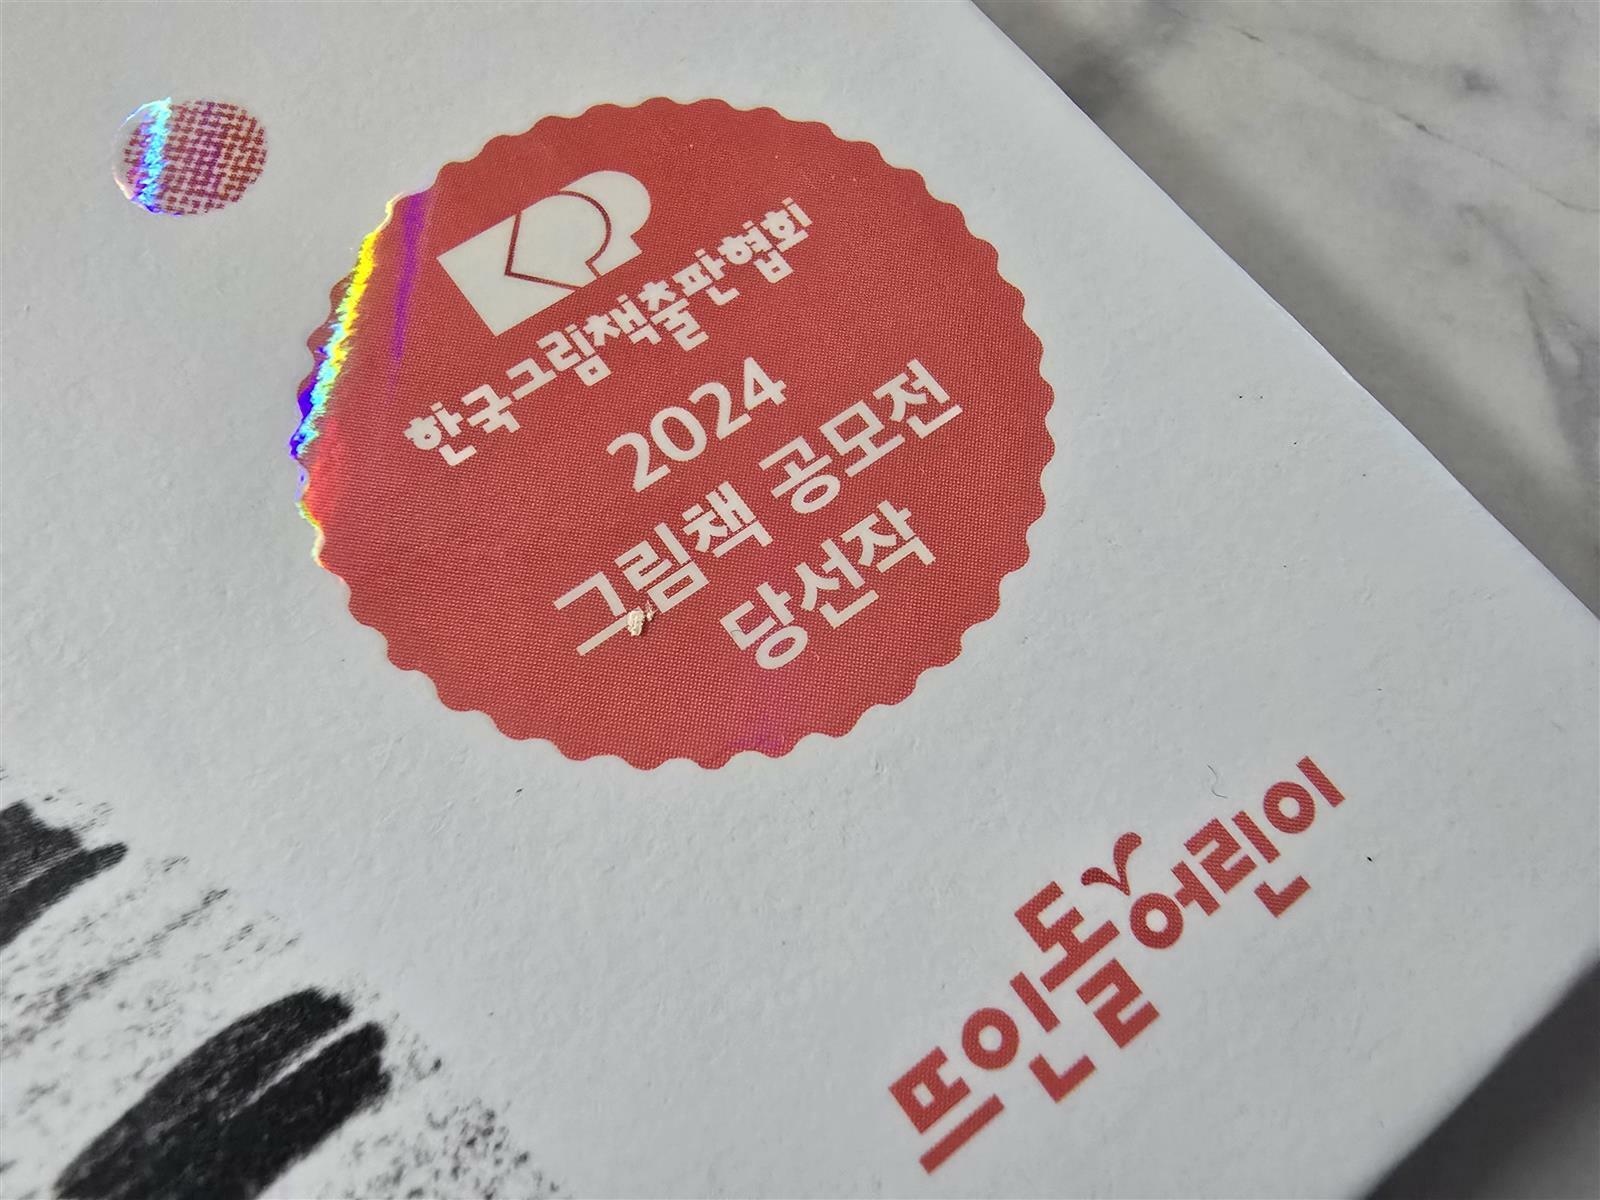 한국그림책출판협회
2024
그림책 공모전
당선작
뜨인돌어린이